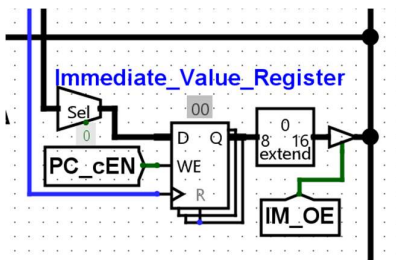 Immediate_Value_Register
Sel
00
0
D Q
0
8 16
extend
PC_cEN
WE
R
IM_OE